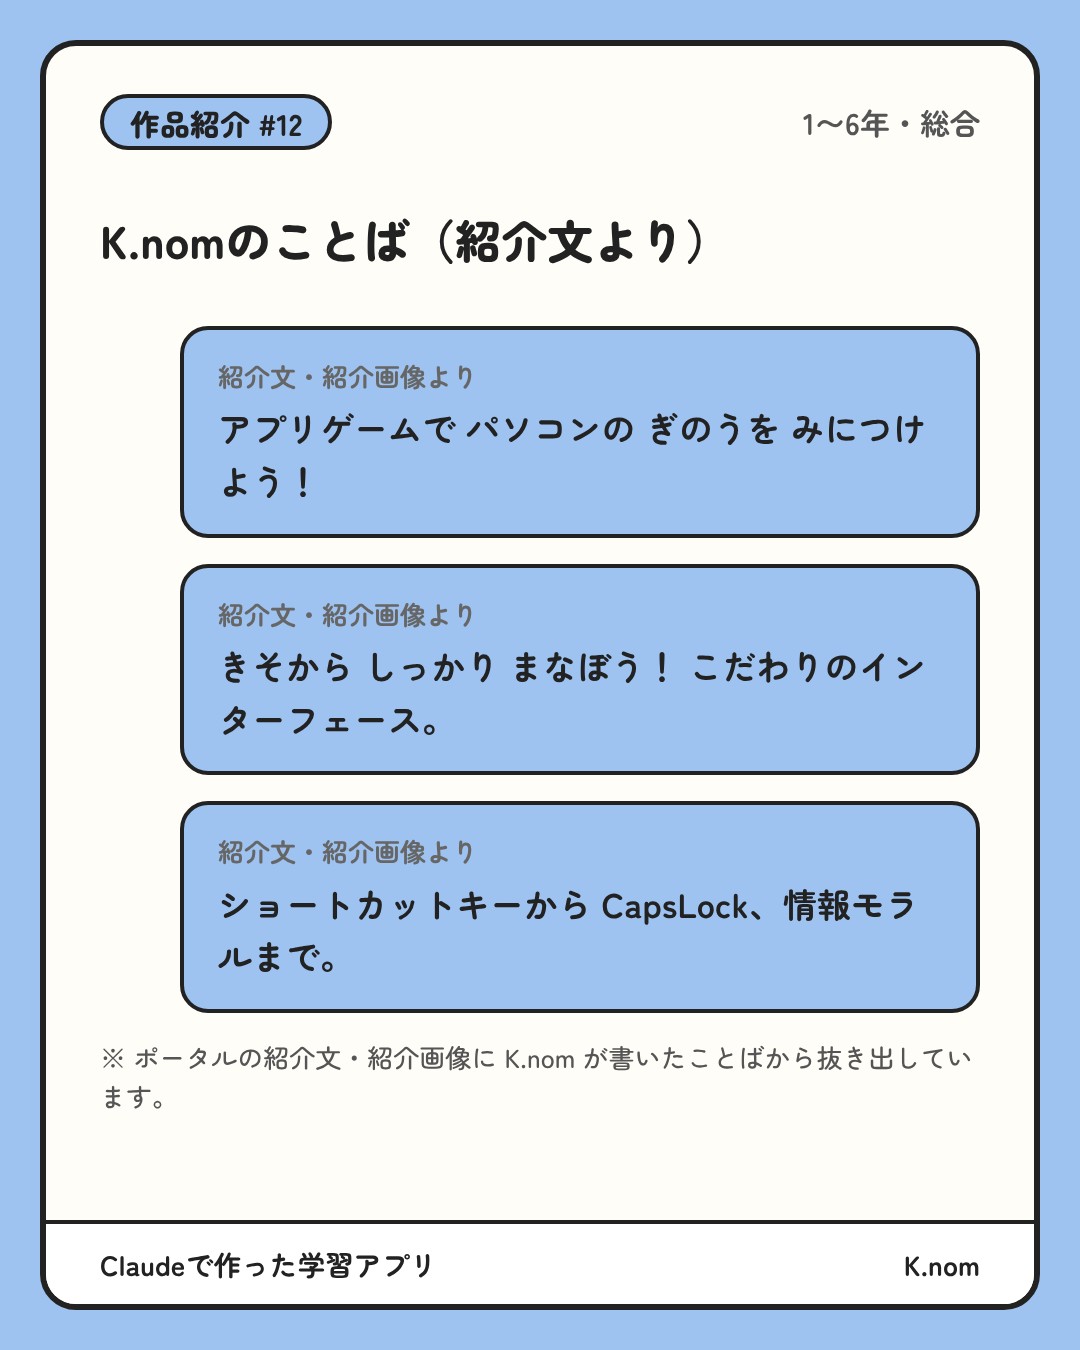 作品紹介 #12
1〜6年・総合
K.nomのことば（紹介文より）
紹介文・紹介画像より
アプリゲームで パソコンの ぎのうを みにつけ
よう！
紹介文・紹介画像より
きそから しっかり まなぼう！ こだわりのイン
ターフェース。
紹介文・紹介画像より
ショートカットキーから CapsLock、情報モラ
ルまで。
※ ポータルの紹介文・紹介画像に K.nom が書いたことばから抜き出してい
ます。
Claudeで作った学習アプリ
K.nom